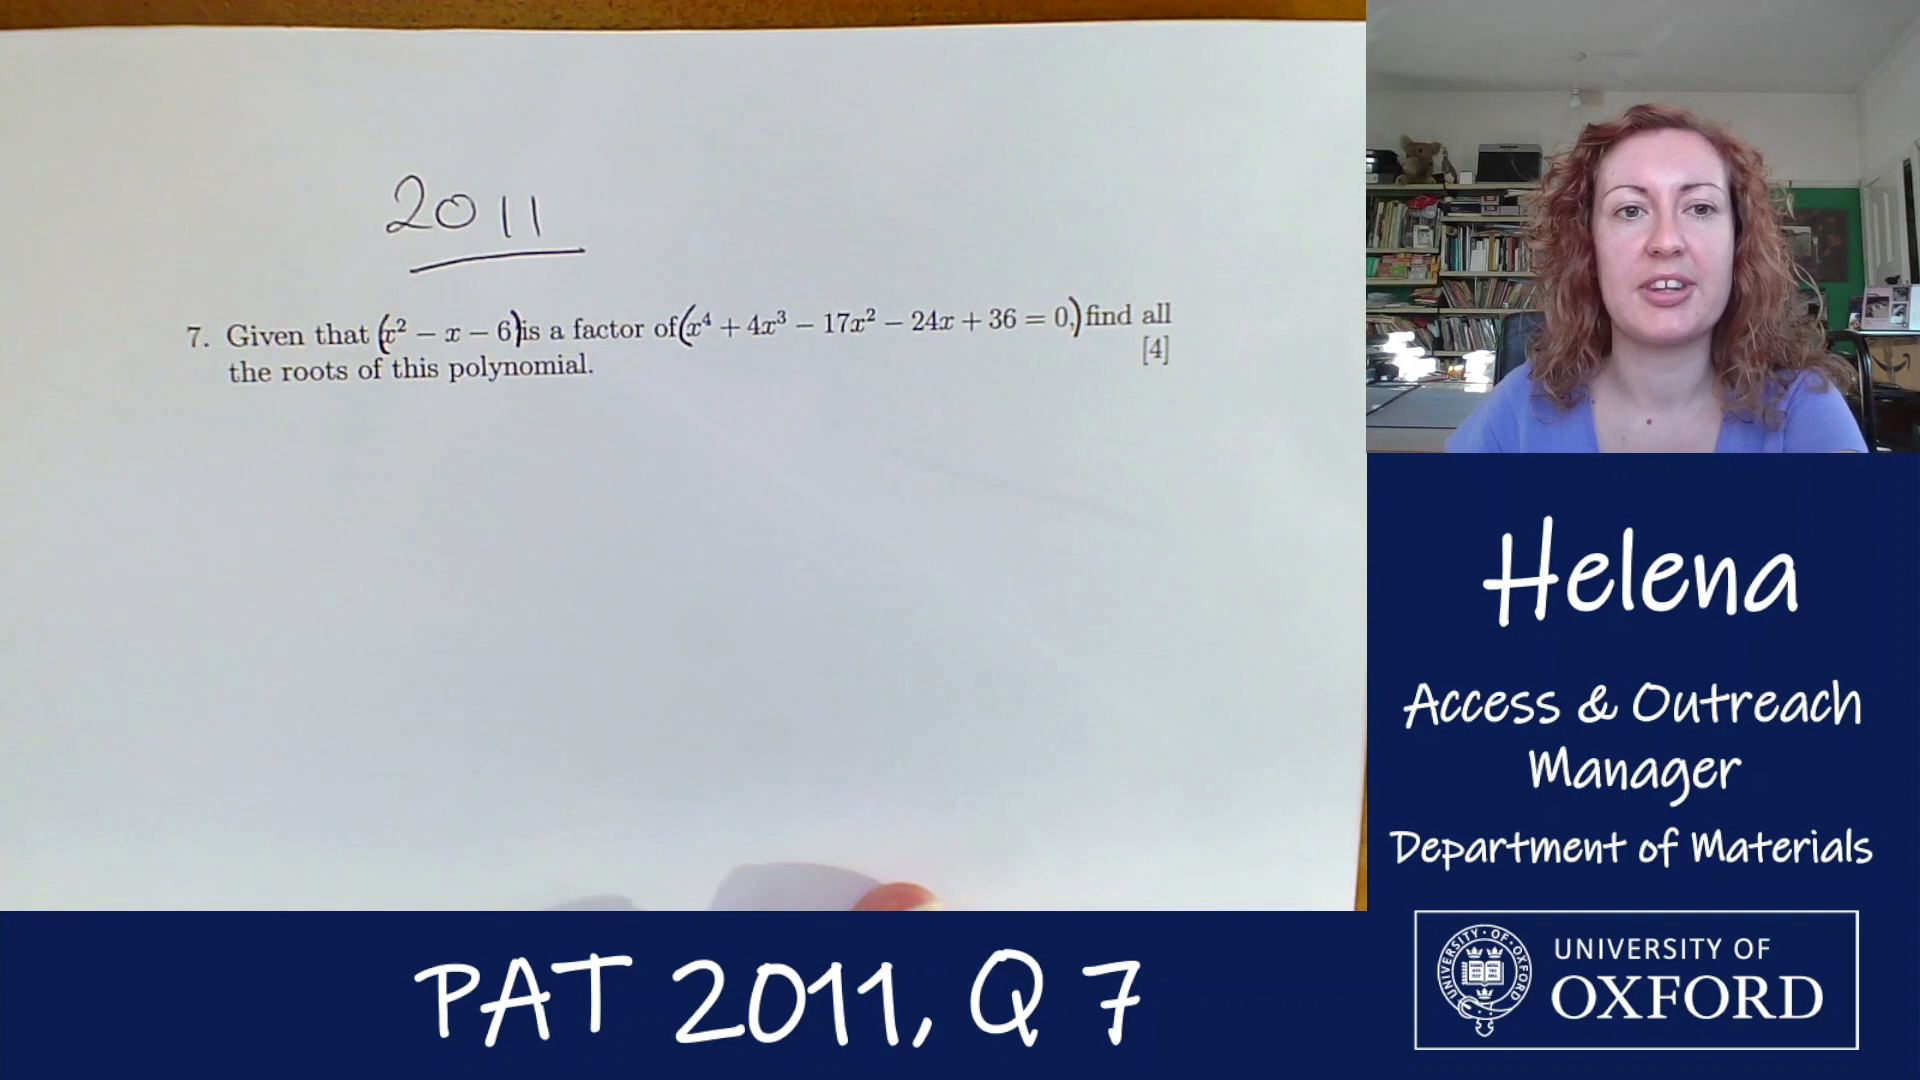 2011
7. Given that (x² − x − 6) is a factor of (x⁴ + 4x³ − 17x² − 24x + 36 = 0,) find all
[4]
the roots of this polynomial.
Helena
Access & Outreach
Manager
Department of Materials
UNIVERSITY OF
OXFORD
PAT 2011, Q 7